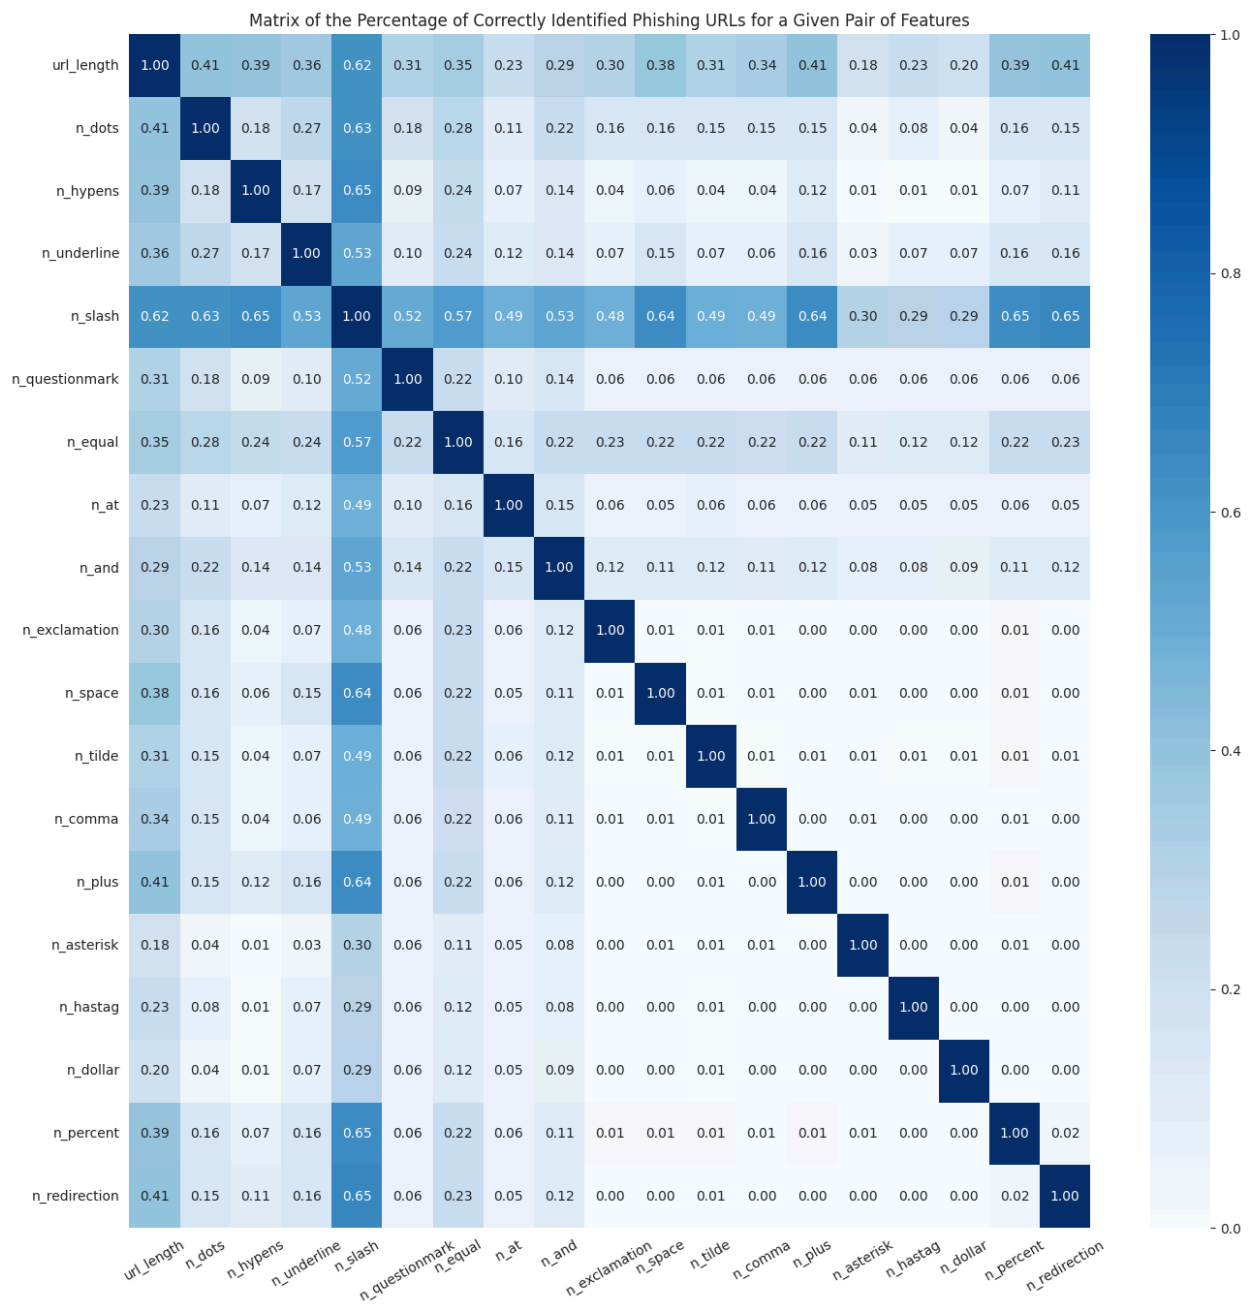 Matrix of the Percentage of Correctly Identified Phishing URLs for a Given Pair of Features
url_length 1.00 0.41 0.39 0.36 0.62 0.31 0.35 0.23 0.29 0.30 0.38 0.31 0.34 0.41 0.18 0.23 0.20 0.39 0.41
n_dots 0.41 1.00 0.18 0.27 0.63 0.18 0.28 0.11 0.22 0.16 0.16 0.15 0.15 0.15 0.04 0.08 0.04 0.16 0.15
n_hypens 0.39 0.18 1.00 0.17 0.65 0.09 0.24 0.07 0.14 0.04 0.06 0.04 0.04 0.12 0.01 0.01 0.01 0.07 0.11
n_underline 0.36 0.27 0.17 1.00 0.53 0.10 0.24 0.12 0.14 0.07 0.15 0.07 0.06 0.16 0.03 0.07 0.07 0.16 0.16
n_slash 0.62 0.63 0.65 0.53 1.00 0.52 0.57 0.49 0.53 0.48 0.64 0.49 0.49 0.64 0.30 0.29 0.29 0.65 0.65
n_questionmark 0.31 0.18 0.09 0.10 0.52 1.00 0.22 0.10 0.14 0.06 0.06 0.06 0.06 0.06 0.06 0.06 0.06 0.06 0.06
n_equal 0.35 0.28 0.24 0.24 0.57 0.22 1.00 0.16 0.22 0.23 0.22 0.22 0.22 0.22 0.11 0.12 0.12 0.22 0.23
n_at 0.23 0.11 0.07 0.12 0.49 0.10 0.16 1.00 0.15 0.06 0.05 0.06 0.06 0.06 0.05 0.05 0.05 0.06 0.05
n_and 0.29 0.22 0.14 0.14 0.53 0.14 0.22 0.15 1.00 0.12 0.11 0.12 0.11 0.12 0.08 0.08 0.09 0.11 0.12
n_exclamation 0.30 0.16 0.04 0.07 0.48 0.06 0.23 0.06 0.12 1.00 0.01 0.01 0.01 0.00 0.00 0.00 0.00 0.01 0.00
n_space 0.38 0.16 0.06 0.15 0.64 0.06 0.22 0.05 0.11 0.01 1.00 0.01 0.01 0.00 0.01 0.00 0.00 0.01 0.00
n_tilde 0.31 0.15 0.04 0.07 0.49 0.06 0.22 0.06 0.12 0.01 0.01 1.00 0.01 0.01 0.01 0.01 0.01 0.01 0.01
n_comma 0.34 0.15 0.04 0.06 0.49 0.06 0.22 0.06 0.11 0.01 0.01 0.01 1.00 0.00 0.01 0.00 0.00 0.01 0.00
n_plus 0.41 0.15 0.12 0.16 0.64 0.06 0.22 0.06 0.12 0.00 0.00 0.01 0.00 1.00 0.00 0.00 0.00 0.01 0.00
n_asterisk 0.18 0.04 0.01 0.03 0.30 0.06 0.11 0.05 0.08 0.00 0.01 0.01 0.01 0.00 1.00 0.00 0.00 0.01 0.00
n_hastag 0.23 0.08 0.01 0.07 0.29 0.06 0.12 0.05 0.08 0.00 0.00 0.01 0.00 0.00 0.00 1.00 0.00 0.00 0.00
n_dollar 0.20 0.04 0.01 0.07 0.29 0.06 0.12 0.05 0.09 0.00 0.00 0.01 0.00 0.00 0.00 0.00 1.00 0.00 0.00
n_percent 0.39 0.16 0.07 0.16 0.65 0.06 0.22 0.06 0.11 0.01 0.01 0.01 0.01 0.01 0.01 0.00 0.00 1.00 0.02
n_redirection 0.41 0.15 0.11 0.16 0.65 0.06 0.23 0.05 0.12 0.00 0.00 0.01 0.00 0.00 0.00 0.00 0.00 0.02 1.00
url_length n_dots n_hypens n_underline n_slash n_questionmark n_equal n_at n_and n_exclamation n_space n_tilde n_comma n_plus n_asterisk n_hastag n_dollar n_percent n_redirection
1.0
0.8
0.6
0.4
0.2
0.0